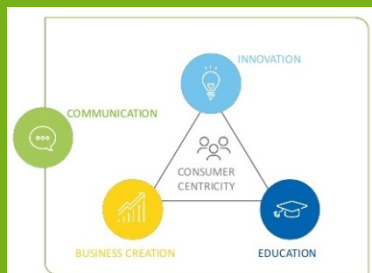 INNOVATION
COMMUNICATION
CONSUMER
CENTRICITY
BUSINESS CREATION
EDUCATION